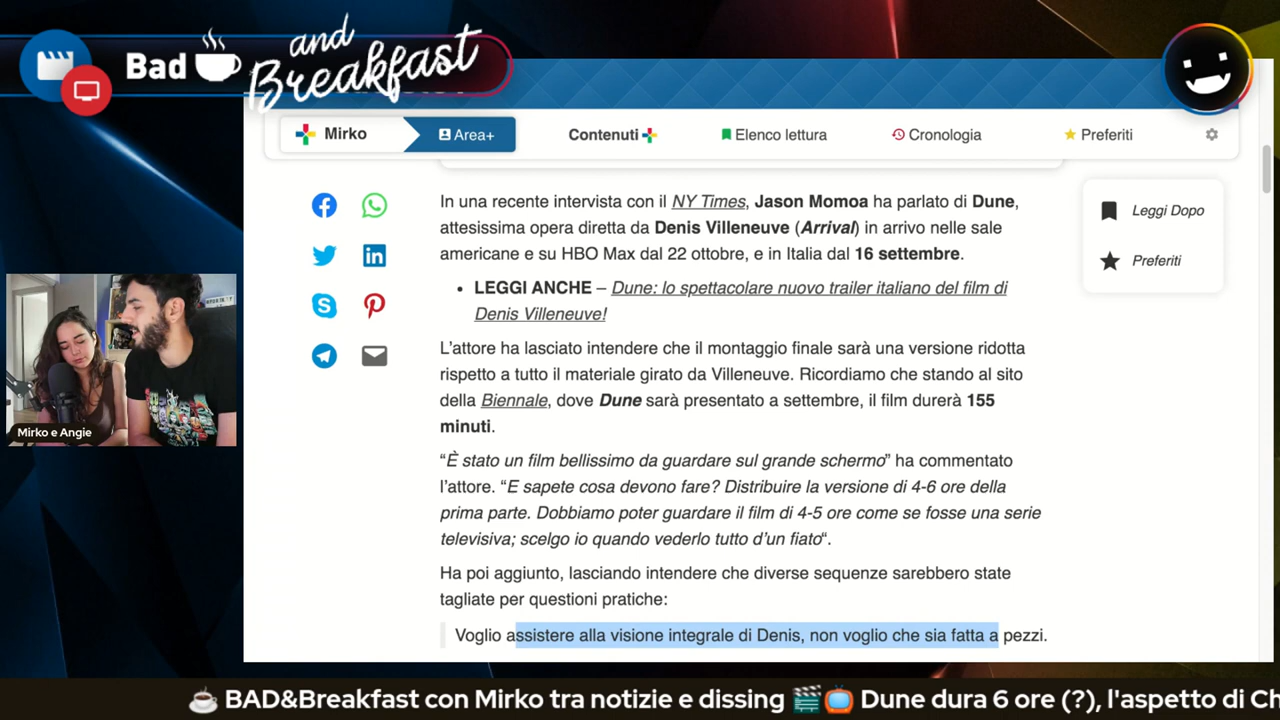 Bad and
Breakfast
Mirko
Area+
Contenuti
Elenco lettura
Cronologia
Preferiti
In una recente intervista con il NY Times, Jason Momoa ha parlato di Dune,
attesissima opera diretta da Denis Villeneuve (Arrival) in arrivo nelle sale
americane e su HBO Max dal 22 ottobre, e in Italia dal 16 settembre.
• LEGGI ANCHE – Dune: lo spettacolare nuovo trailer italiano del film di
Denis Villeneuve!
L'attore ha lasciato intendere che il montaggio finale sarà una versione ridotta
rispetto a tutto il materiale girato da Villeneuve. Ricordiamo che stando al sito
della Biennale, dove Dune sarà presentato a settembre, il film durerà 155
minuti.
“È stato un film bellissimo da guardare sul grande schermo” ha commentato
l'attore. “E sapete cosa devono fare? Distribuire la versione di 4-6 ore della
prima parte. Dobbiamo poter guardare il film di 4-5 ore come se fosse una serie
televisiva; scelgo io quando vederlo tutto d'un fiato“.
Ha poi aggiunto, lasciando intendere che diverse sequenze sarebbero state
tagliate per questioni pratiche:
Voglio assistere alla visione integrale di Denis, non voglio che sia fatta a pezzi.
Leggi Dopo
Preferiti
Mirko e Angie
☕ BAD&Breakfast con Mirko tra notizie e dissing 🎬📺 Dune dura 6 ore (?), l'aspetto di Ch